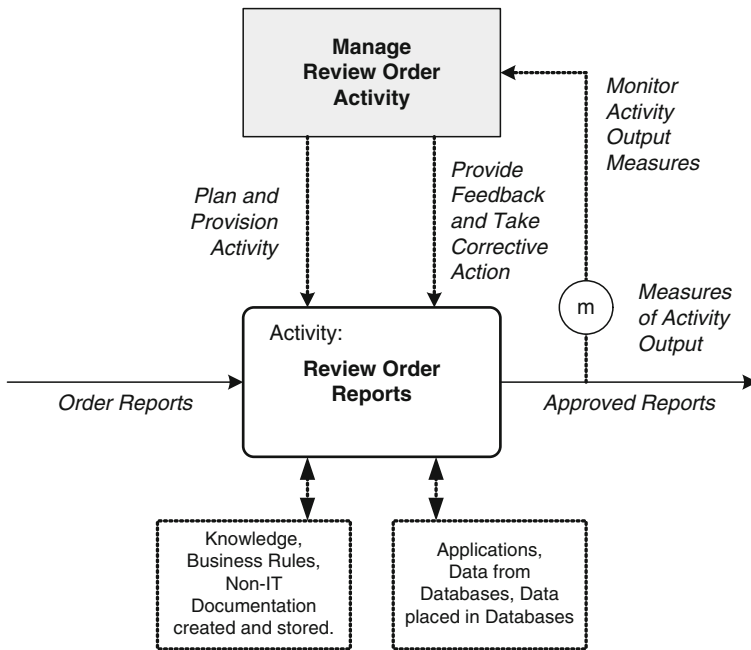 Manage
Review Order
Activity
Monitor
Activity
Output
Measures
Plan and
Provision
Activity
Provide
Feedback
and Take
Corrective
Action
m
Measures
of Activity
Output
Activity:
Review Order
Reports
Order Reports
Approved Reports
Knowledge,
Business Rules,
Non-IT
Documentation
created and stored.
Applications,
Data from
Databases, Data
placed in Databases